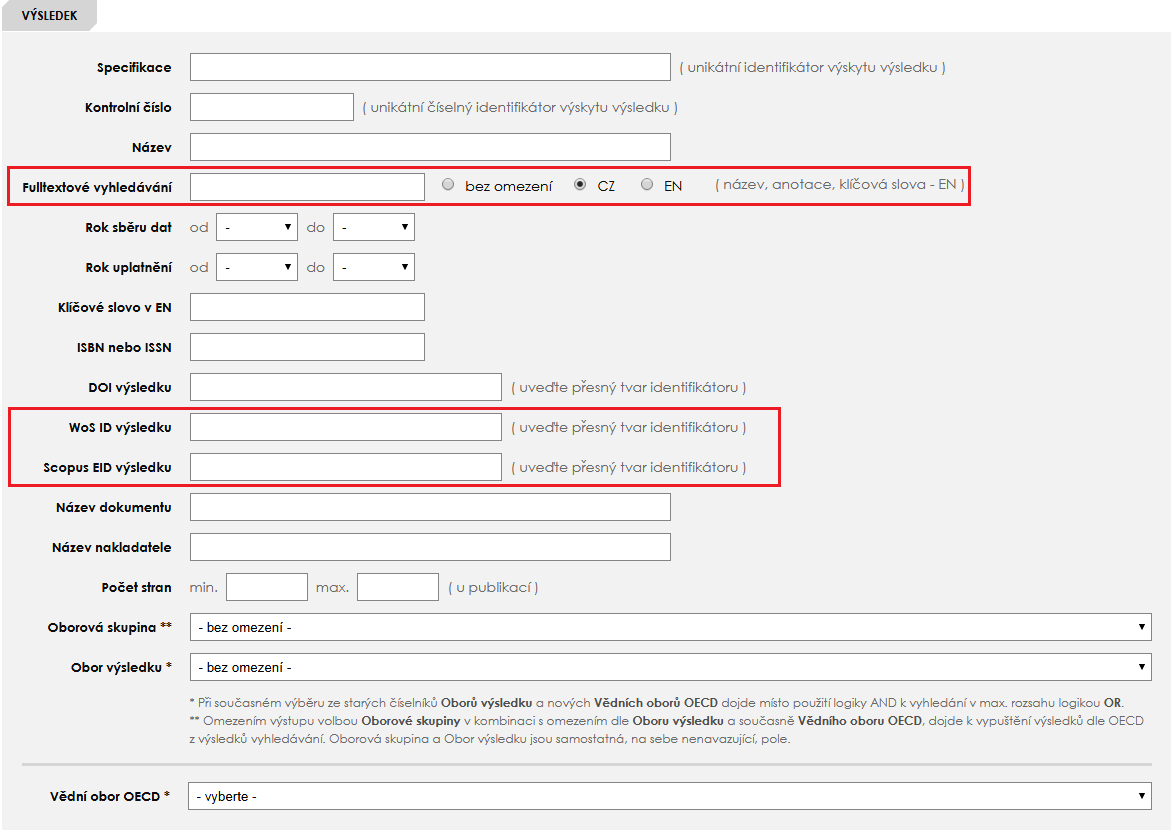 VÝSLEDEK
Specifikace ( unikátní identifikátor výskytu výsledku )
Kontrolní číslo ( unikátní číselný identifikátor výskytu výsledku )
Název
Fulltextové vyhledávání bez omezení CZ EN ( název, anotace, klíčová slova - EN )
Rok sběru dat od - do -
Rok uplatnění od - do -
Klíčové slovo v EN
ISBN nebo ISSN
DOI výsledku ( uveďte přesný tvar identifikátoru )
WoS ID výsledku ( uveďte přesný tvar identifikátoru )
Scopus EID výsledku ( uveďte přesný tvar identifikátoru )
Název dokumentu
Název nakladatele
Počet stran min. max. ( u publikací )
Oborová skupina ** - bez omezení -
Obor výsledku * - bez omezení -
* Při současném výběru ze starých číselníků Oborů výsledku a nových Vědních oborů OECD dojde místo použití logiky AND k vyhledání v max. rozsahu logikou OR.
** Omezením výstupu volbou Oborové skupiny v kombinaci s omezením dle Oboru výsledku a současně Vědního oboru OECD, dojde k vypuštění výsledků dle OECD
z výsledků vyhledávání. Oborová skupina a Obor výsledku jsou samostatná, na sebe nenavazující, pole.
Vědní obor OECD * - vyberte -